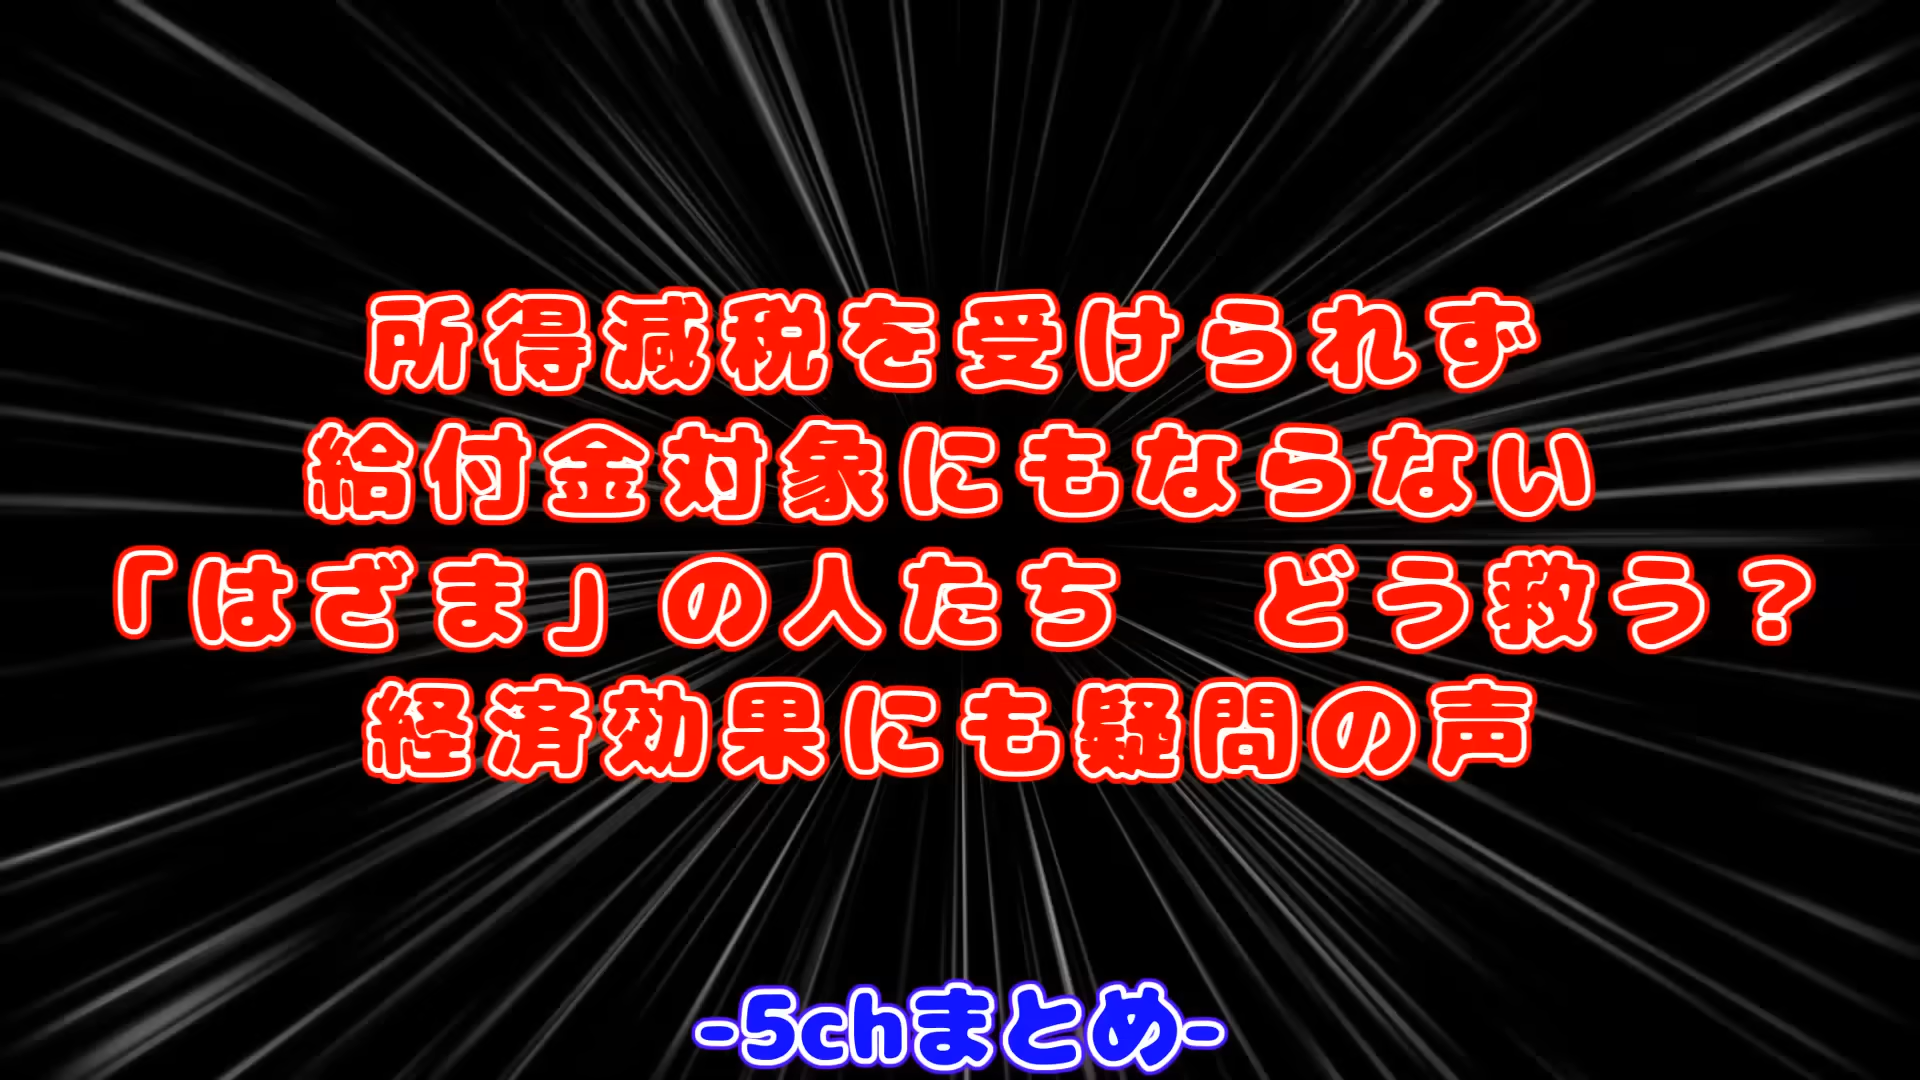 所得減税を受けられず
給付金対象にもならない
「はざま」の人たち　どう救う？
経済効果にも疑問の声
-5chまとめ-